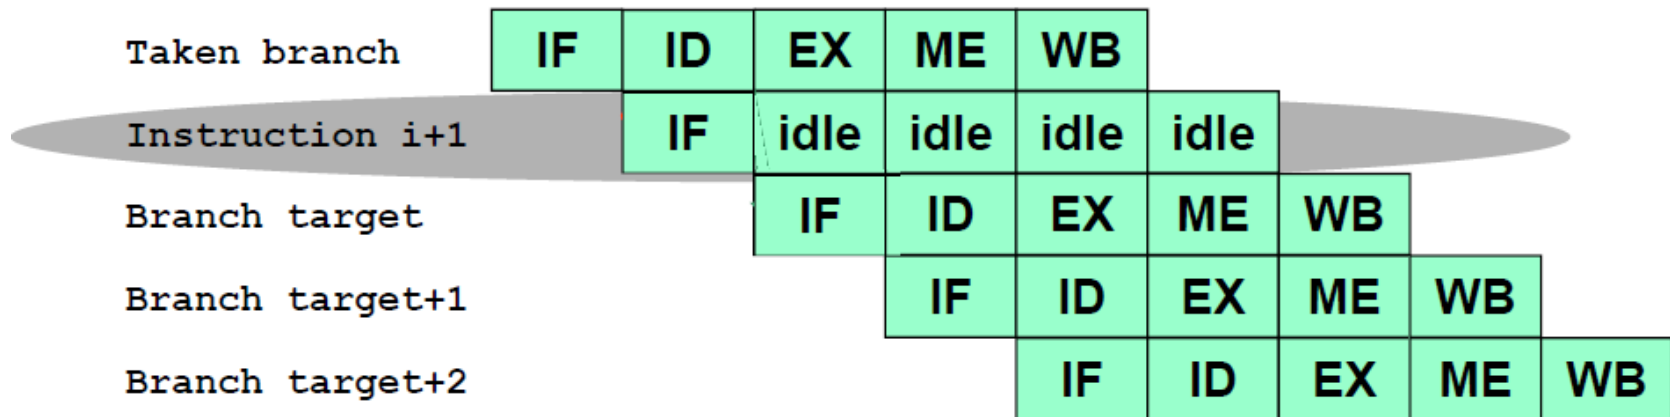 Taken branch IF ID EX ME WB
Instruction i+1 IF idle idle idle idle
Branch target IF ID EX ME WB
Branch target+1 IF ID EX ME WB
Branch target+2 IF ID EX ME WB